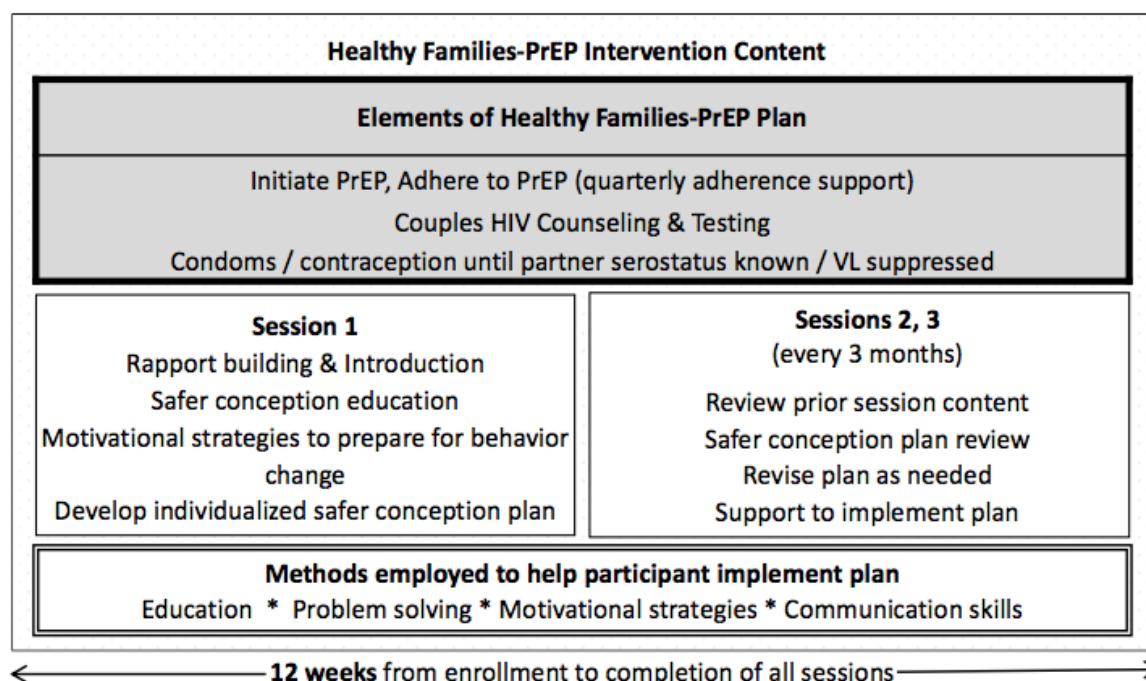 Healthy Families-PrEP Intervention Content
Elements of Healthy Families-PrEP Plan
Initiate PrEP, Adhere to PrEP (quarterly adherence support)
Couples HIV Counseling & Testing
Condoms / contraception until partner serostatus known / VL suppressed
Session 1
Rapport building & Introduction
Safer conception education
Motivational strategies to prepare for behavior
change
Develop individualized safer conception plan
Sessions 2, 3
(every 3 months)
Review prior session content
Safer conception plan review
Revise plan as needed
Support to implement plan
Methods employed to help participant implement plan
Education * Problem solving * Motivational strategies * Communication skills
12 weeks from enrollment to completion of all sessions